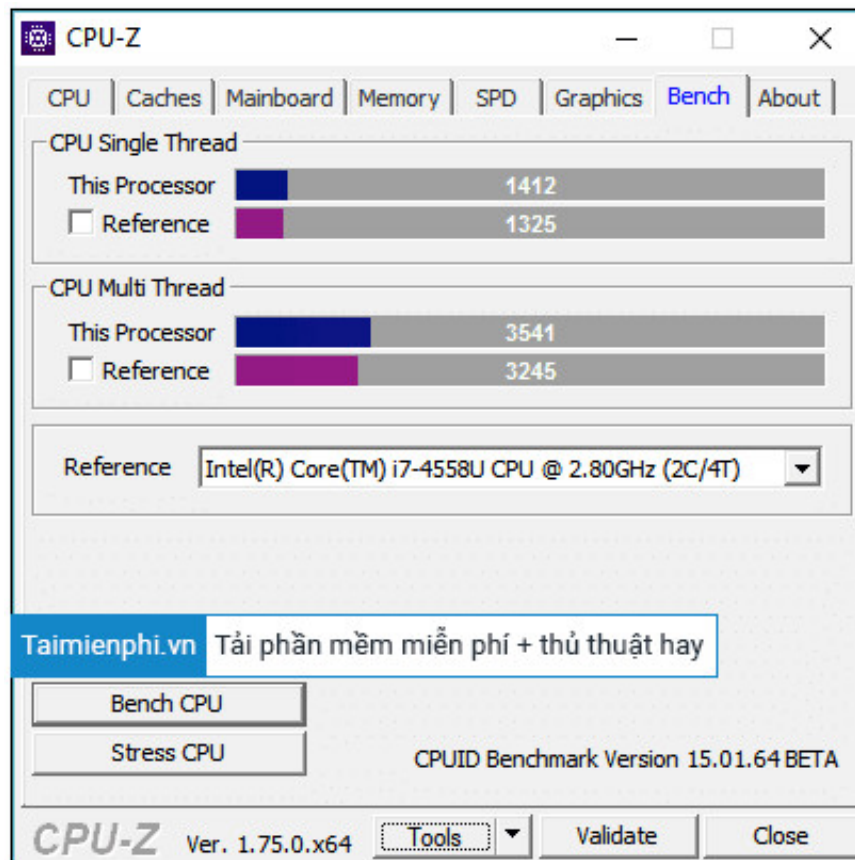 CPU-Z
CPU Caches Mainboard Memory SPD Graphics Bench About
CPU Single Thread
This Processor 1412
Reference 1325
CPU Multi Thread
This Processor 3541
Reference 3245
Reference Intel(R) Core(TM) i7-4558U CPU @ 2.80GHz (2C/4T)
Taimienphi.vn Tải phần mềm miễn phí + thủ thuật hay
Bench CPU
Stress CPU CPUID Benchmark Version 15.01.64 BETA
CPU-Z Ver. 1.75.0.x64 Tools Validate Close